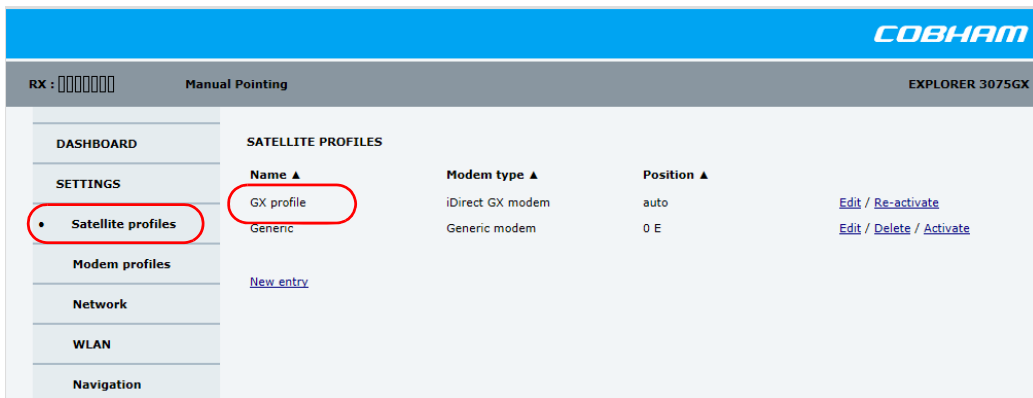 COBHAM
RX : Manual Pointing EXPLORER 3075GX
DASHBOARD
SETTINGS
• Satellite profiles
Modem profiles
Network
WLAN
Navigation
SATELLITE PROFILES
Name ▲ Modem type ▲ Position ▲
GX profile iDirect GX modem auto Edit / Re-activate
Generic Generic modem 0 E Edit / Delete / Activate
New entry